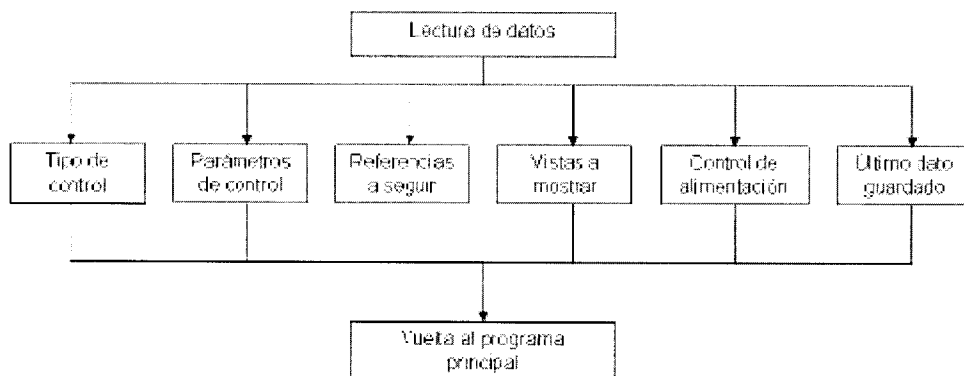 Lectura de datos
Tipo de
control
Parámetros
de control
Referencias
a seguir
Vistas a
mostrar
Control de
alimentación
Último dato
guardado
Vuelta al programa
principal